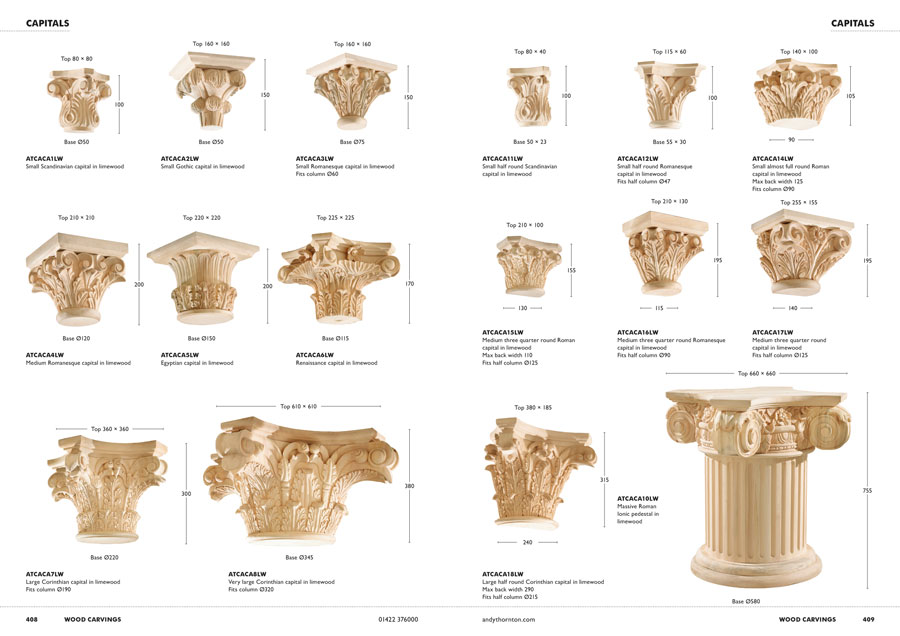 CAPITALS
CAPITALS
Top 80 × 80
100
Base Ø50
ATCACA1LW
Small Scandinavian capital in limewood
Top 160 × 160
150
Base Ø50
ATCACA2LW
Small Gothic capital in limewood
Top 160 × 160
150
Base Ø75
ATCACA3LW
Small Romanesque capital in limewood
Fits column Ø60
Top 210 × 210
200
Base Ø120
ATCACA4LW
Medium Romanesque capital in limewood
Top 220 × 220
200
Base Ø150
ATCACA5LW
Egyptian capital in limewood
Top 225 × 225
170
Base Ø115
ATCACA6LW
Renaissance capital in limewood
Top 360 × 360
300
Base Ø220
ATCACA7LW
Large Corinthian capital in limewood
Fits column Ø190
Top 610 × 610
380
Base Ø345
ATCACA8LW
Very large Corinthian capital in limewood
Fits column Ø320
408 WOOD CARVINGS
01422 376000
Top 80 × 40
100
Base 50 × 23
ATCACA11LW
Small half round Scandinavian
capital in limewood
Top 115 × 60
100
Base 55 × 30
ATCACA12LW
Small half round Romanesque
capital in limewood
Fits half column Ø47
Top 140 × 100
105
90
ATCACA14LW
Small almost full round Roman
capital in limewood
Max back width 125
Fits column Ø90
Top 210 × 100
155
130
ATCACA15LW
Medium three quarter round Roman
capital in limewood
Max back width 110
Fits half column Ø125
Top 210 × 130
195
115
ATCACA16LW
Medium three quarter round Romanesque
capital in limewood
Fits half column Ø90
Top 255 × 155
195
140
ATCACA17LW
Medium three quarter round
capital in limewood
Fits half column Ø125
Top 380 × 185
315
240
ATCACA18LW
Large half round Corinthian capital in limewood
Max back width 290
Fits half column Ø215
Top 660 × 660
755
ATCACA10LW
Massive Roman
Ionic pedestal in
limewood
Base Ø580
andythornton.com
WOOD CARVINGS 409